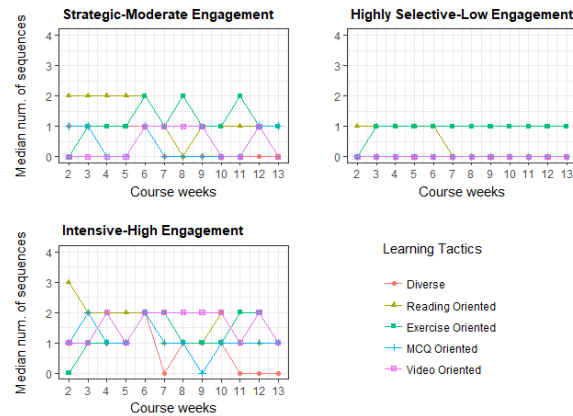 Strategic-Moderate Engagement
Median num. of sequences
4
3
2
1
0
2 3 4 5 6 7 8 9 10 11 12 13
Course weeks
Highly Selective-Low Engagement
4
3
2
1
0
2 3 4 5 6 7 8 9 10 11 12 13
Course weeks
Intensive-High Engagement
Median num. of sequences
4
3
2
1
0
2 3 4 5 6 7 8 9 10 11 12 13
Course weeks
Learning Tactics
Diverse
Reading Oriented
Exercise Oriented
MCQ Oriented
Video Oriented